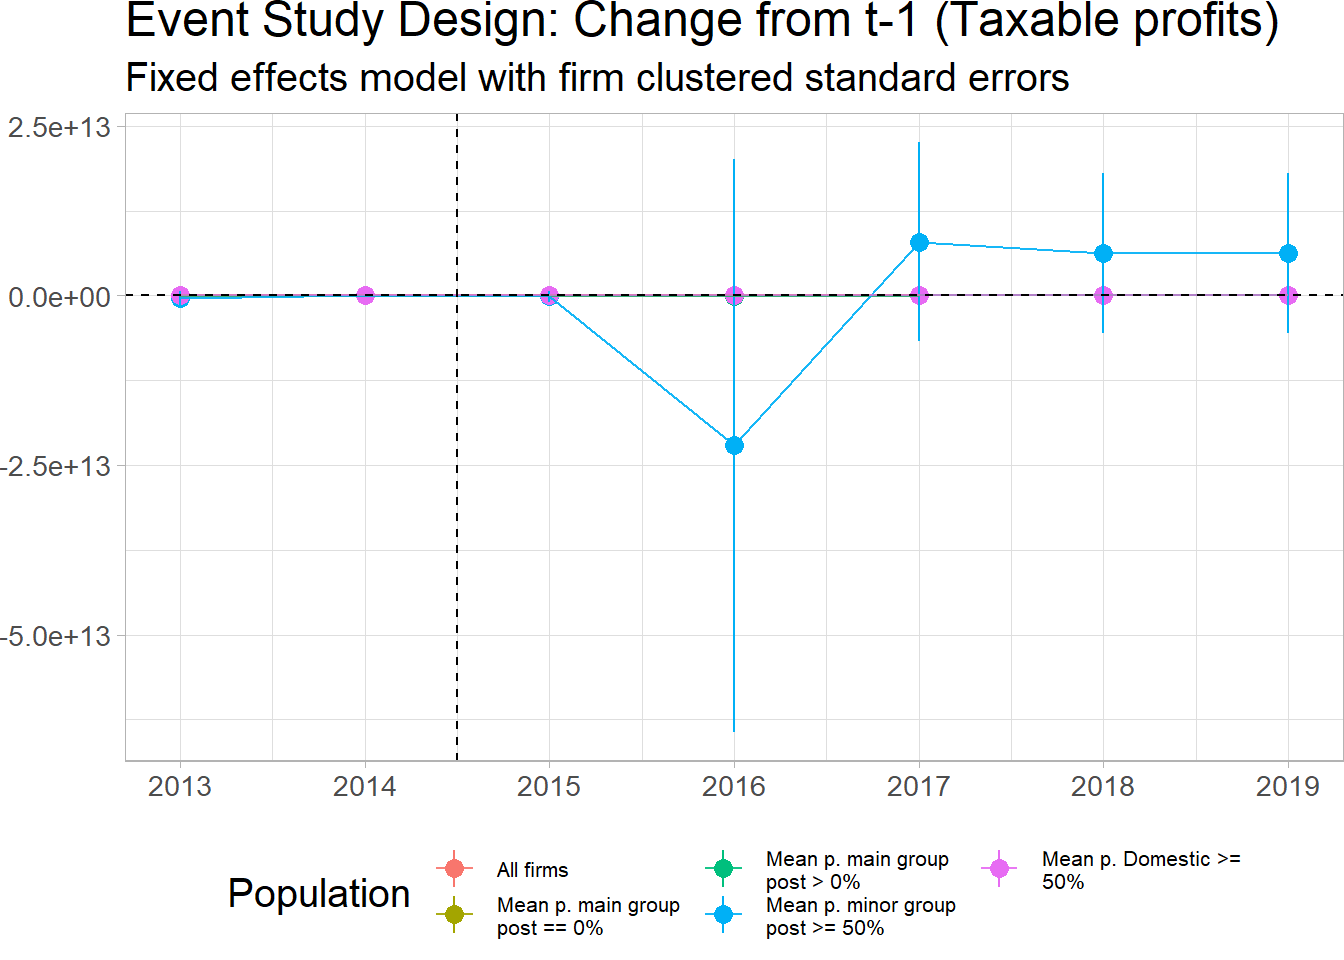 Event Study Design: Change from t-1 (Taxable profits)
Fixed effects model with firm clustered standard errors
2.5e+13
0.0e+00
-2.5e+13
-5.0e+13
2013 2014 2015 2016 2017 2018 2019
Population
All firms
Mean p. main group
post == 0%
Mean p. main group
post > 0%
Mean p. minor group
post >= 50%
Mean p. Domestic >=
50%